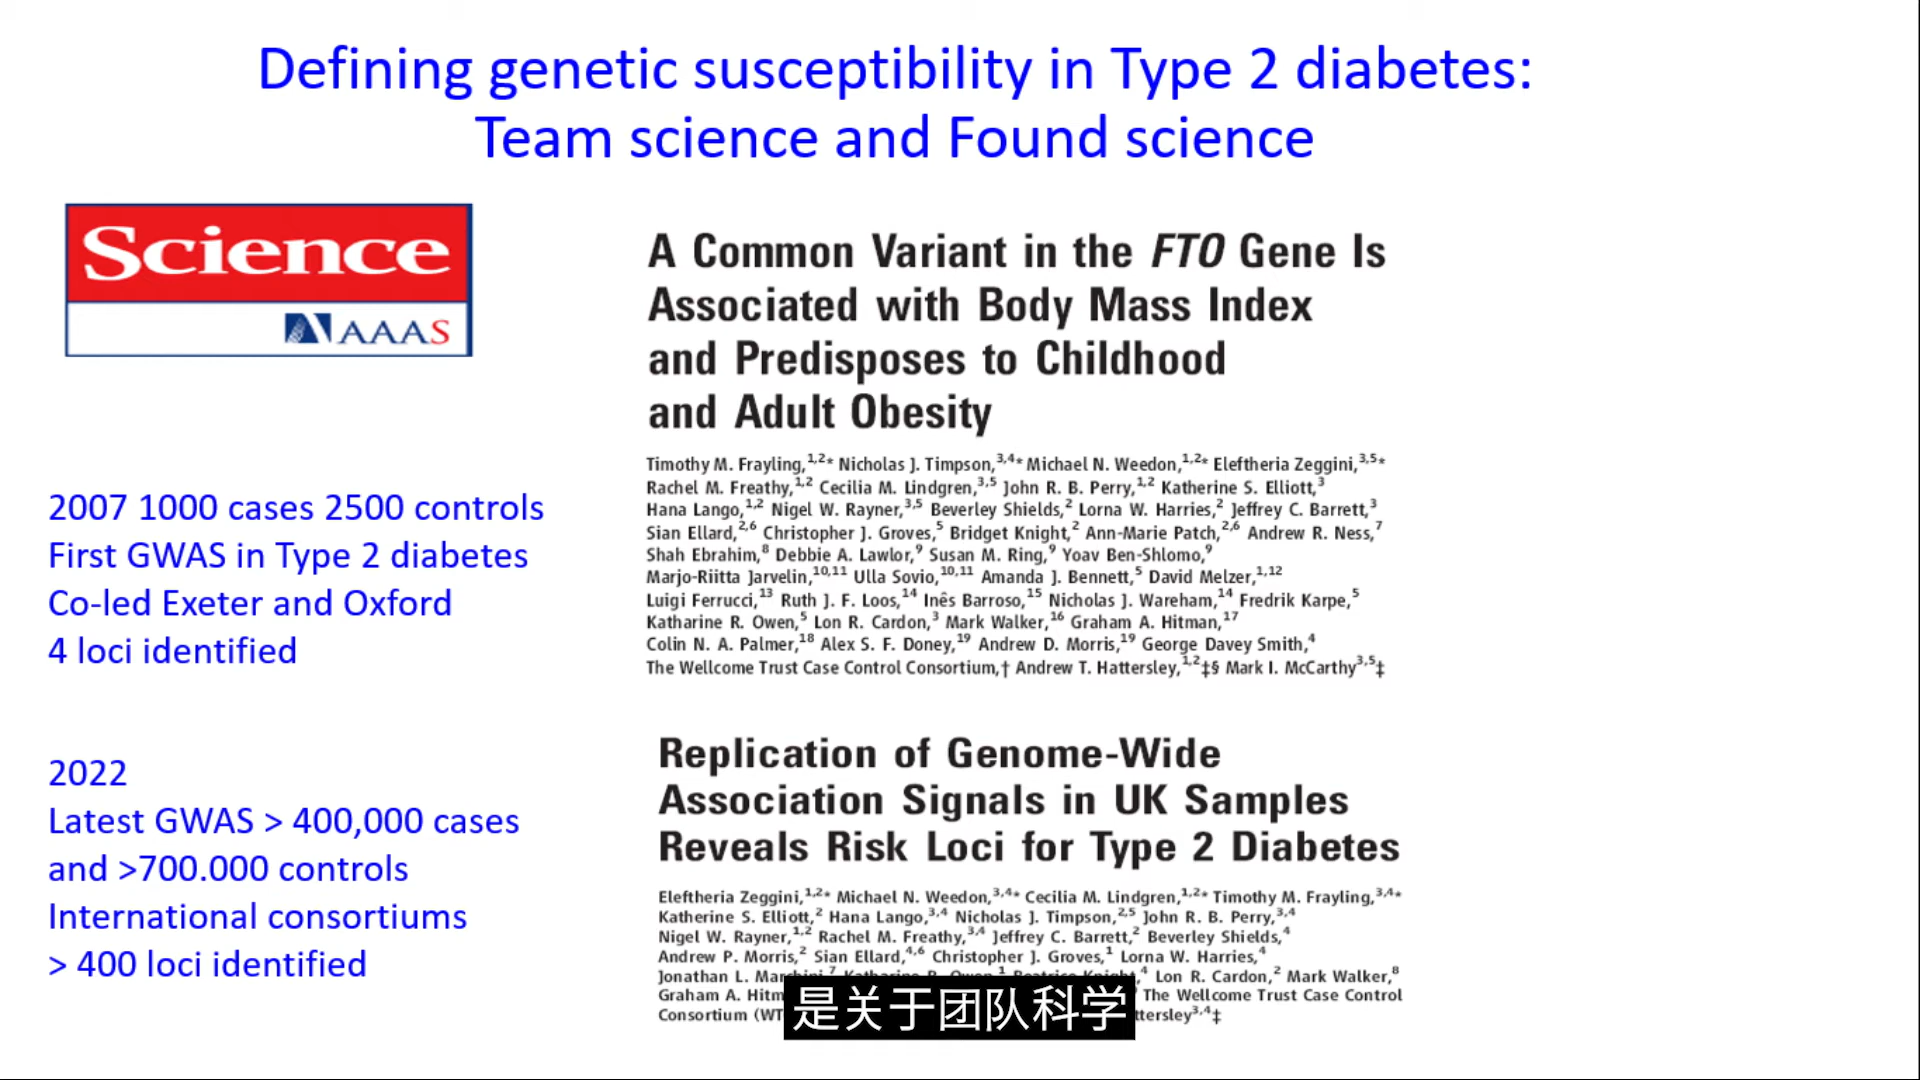 Defining genetic susceptibility in Type 2 diabetes:
Team science and Found science
Science
AAAS
2007 1000 cases 2500 controls
First GWAS in Type 2 diabetes
Co-led Exeter and Oxford
4 loci identified
2022
Latest GWAS > 400,000 cases
and >700.000 controls
International consortiums
> 400 loci identified
A Common Variant in the FTO Gene Is
Associated with Body Mass Index
and Predisposes to Childhood
and Adult Obesity
Timothy M. Frayling,1,2* Nicholas J. Timpson,3,4* Michael N. Weedon,1,2* Eleftheria Zeggini,3,5*
Rachel M. Freathy,1,2 Cecilia M. Lindgren,3,5 John R. B. Perry,1,2 Katherine S. Elliott,3
Hana Lango,1,2 Nigel W. Rayner,3,5 Beverley Shields,2 Lorna W. Harries,2 Jeffrey C. Barrett,3
Sian Ellard,2,6 Christopher J. Groves,5 Bridget Knight,2 Ann-Marie Patch,2,6 Andrew R. Ness,7
Shah Ebrahim,8 Debbie A. Lawlor,9 Susan M. Ring,9 Yoav Ben-Shlomo,9
Marjo-Riitta Jarvelin,10,11 Ulla Sovio,10,11 Amanda J. Bennett,5 David Melzer,1,12
Luigi Ferrucci,13 Ruth J. F. Loos,14 Inês Barroso,15 Nicholas J. Wareham,14 Fredrik Karpe,5
Katharine R. Owen,5 Lon R. Cardon,3 Mark Walker,16 Graham A. Hitman,17
Colin N. A. Palmer,18 Alex S. F. Doney,19 Andrew D. Morris,19 George Davey Smith,4
The Wellcome Trust Case Control Consortium,† Andrew T. Hattersley,1,2‡§ Mark I. McCarthy3,5‡
Replication of Genome-Wide
Association Signals in UK Samples
Reveals Risk Loci for Type 2 Diabetes
Eleftheria Zeggini,1,2* Michael N. Weedon,3,4* Cecilia M. Lindgren,1,2* Timothy M. Frayling,3,4*
Katherine S. Elliott,2 Hana Lango,3,4 Nicholas J. Timpson,2,5 John R. B. Perry,3,4
Nigel W. Rayner,1,2 Rachel M. Freathy,3,4 Jeffrey C. Barrett,2 Beverley Shields,4
Andrew P. Morris,2 Sian Ellard,4,6 Christopher J. Groves,1 Lorna W. Harries,4
Jonathan L. Marchini,7 Katharine R. Owen,1 Beatrice Knight,4 Lon R. Cardon,2 Mark Walker,8
Graham A. Hitm The Wellcome Trust Case Control
Consortium (WT ttersley3,4‡
是关于团队科学